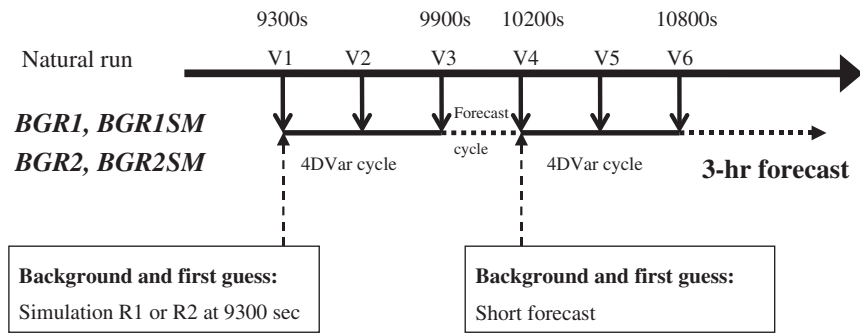 9300s 9900s 10200s 10800s
Natural run V1 V2 V3 V4 V5 V6
BGR1, BGR1SM Forecast
BGR2, BGR2SM 4DVar cycle cycle 4DVar cycle 3-hr forecast
Background and first guess:
Simulation R1 or R2 at 9300 sec
Background and first guess:
Short forecast